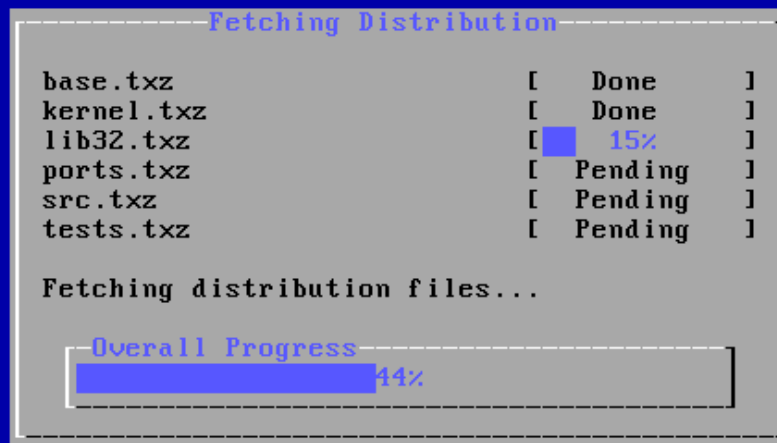 Fetching Distribution
base.txz [ Done ]
kernel.txz [ Done ]
lib32.txz [ 15% ]
ports.txz [ Pending ]
src.txz [ Pending ]
tests.txz [ Pending ]
Fetching distribution files...
Overall Progress
44%